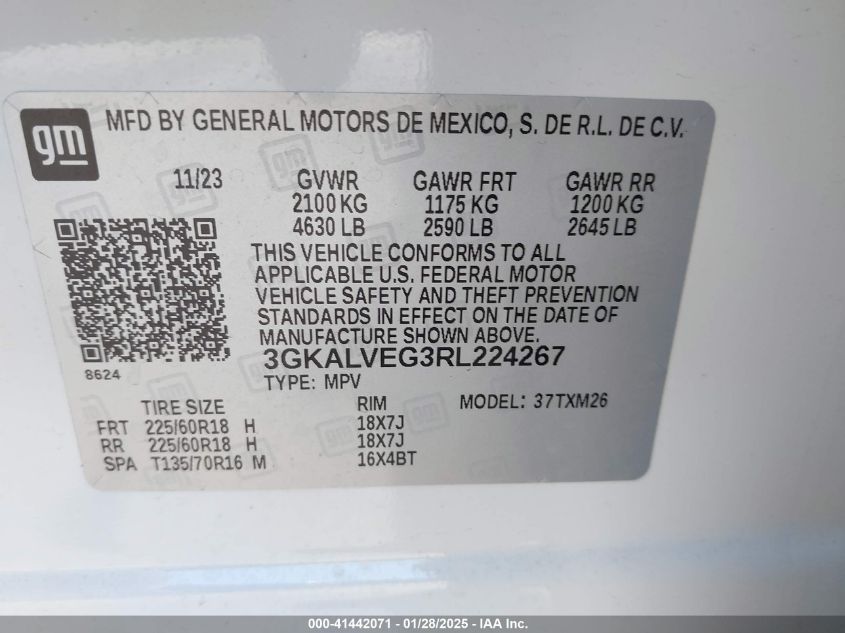 gm
MFD BY GENERAL MOTORS DE MEXICO, S. DE R.L. DE C.V.
11/23 GVWR GAWR FRT GAWR RR
2100 KG 1175 KG 1200 KG
4630 LB 2590 LB 2645 LB
THIS VEHICLE CONFORMS TO ALL
APPLICABLE U.S. FEDERAL MOTOR
VEHICLE SAFETY AND THEFT PREVENTION
STANDARDS IN EFFECT ON THE DATE OF
MANUFACTURE SHOWN ABOVE.
3GKALVEG3RL224267
8624
TYPE: MPV
TIRE SIZE RIM MODEL: 37TXM26
FRT 225/60R18 H 18X7J
RR 225/60R18 H 18X7J
SPA T135/70R16 M 16X4BT
000-41442071 / 01/28/2025 - IAA Inc.